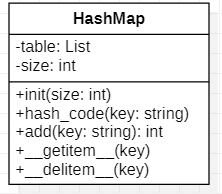 HashMap
-table: List
-size: int
+init(size: int)
+hash_code(key: string)
+add(key: string): int
+__getitem__(key)
+__delitem__(key)